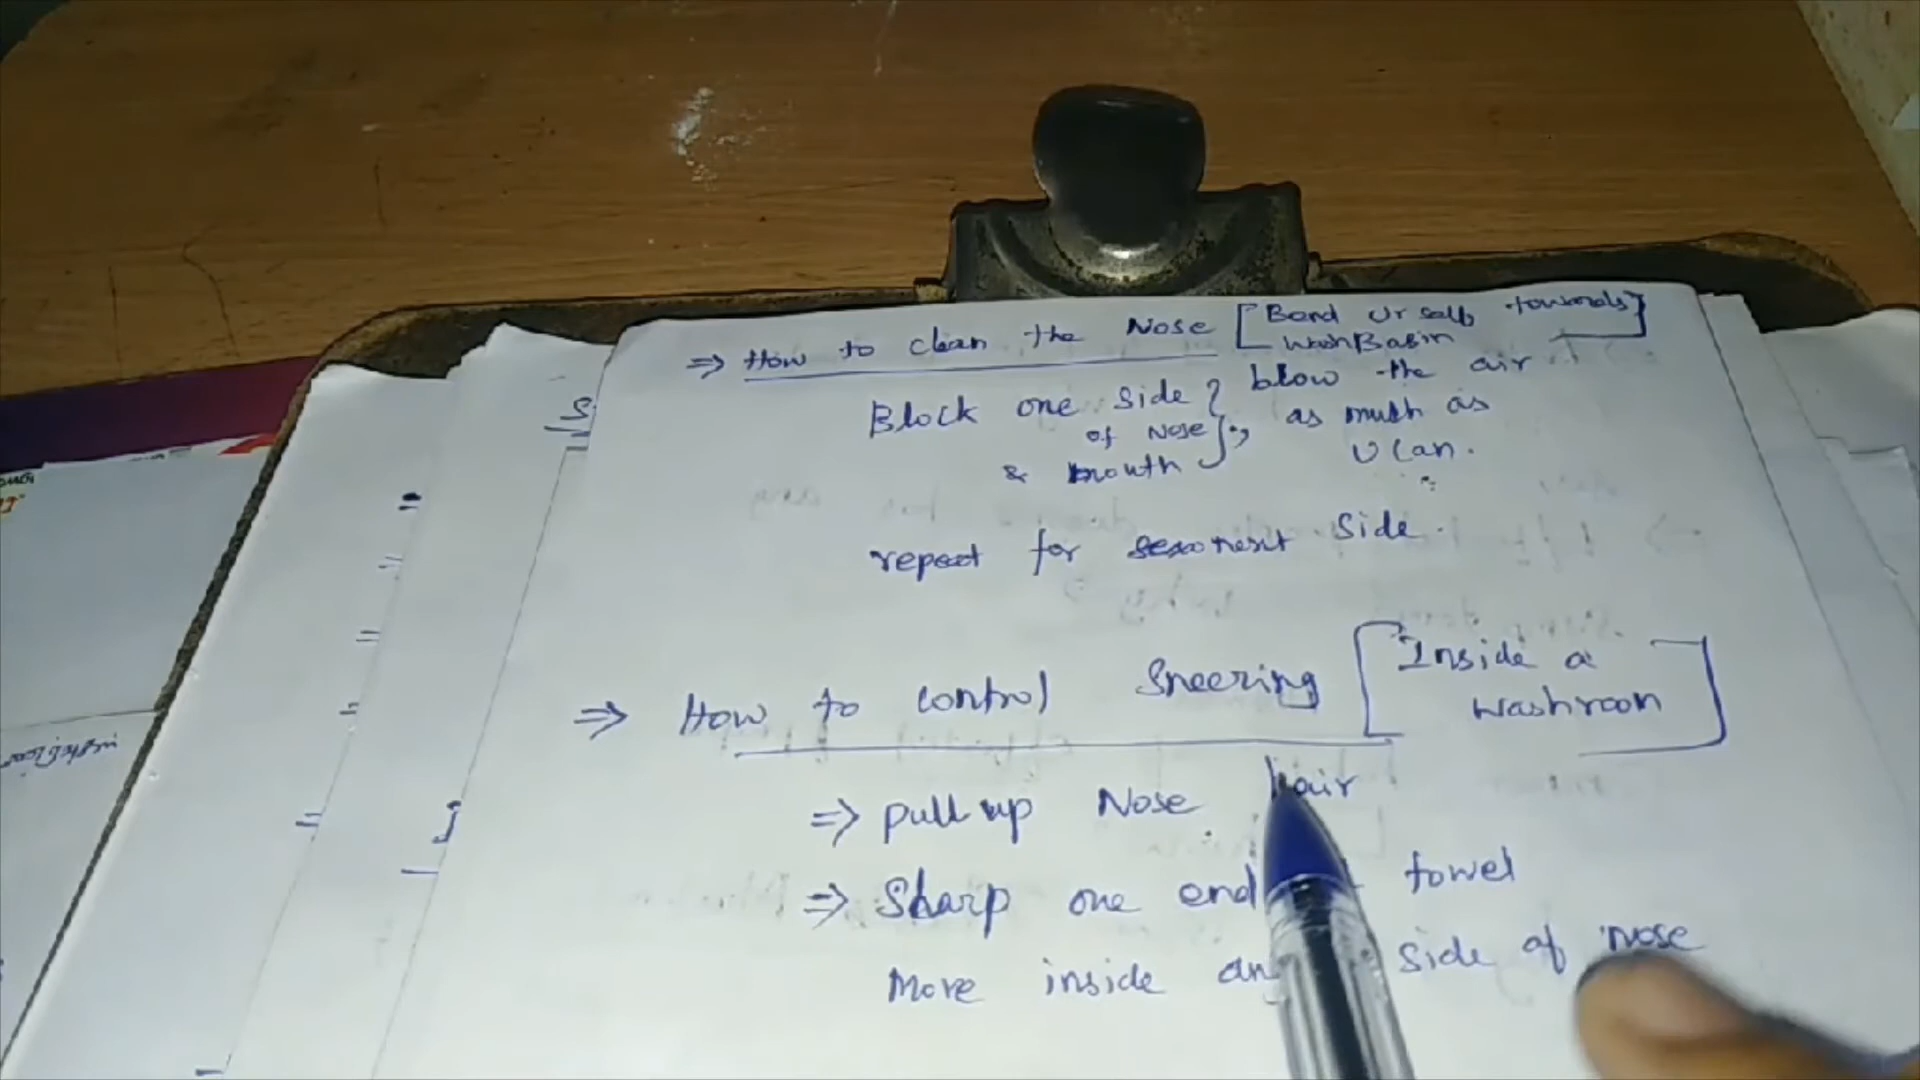 ⇒ How to clean the Nose [Bend Ur self towards
WashBasin]
Block one side } blow the air
of Nose as much as
& mouth U Can.
repeat for next side.
⇒ How to control Sneezing [Inside a
washroom]
⇒ pull up Nose hair
⇒ Sharp one end towel
Move inside side of Nose